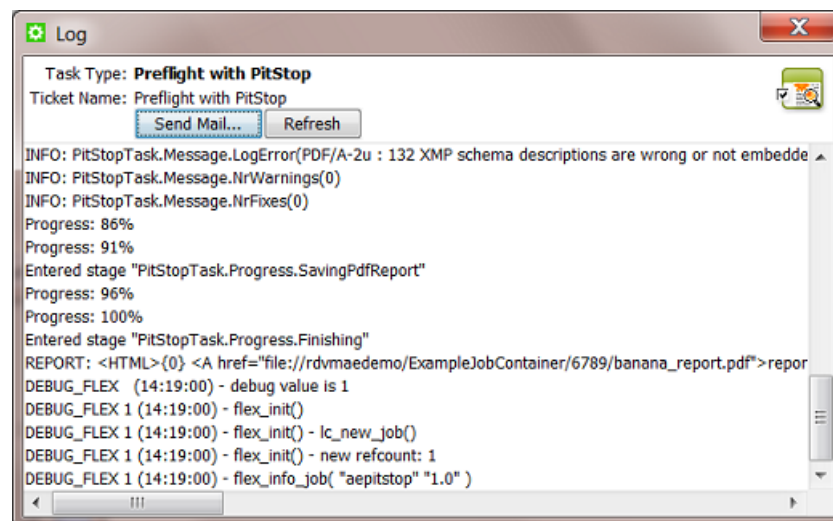 Log
Task Type: Preflight with PitStop
Ticket Name: Preflight with PitStop
Send Mail... Refresh
INFO: PitStopTask.Message.LogError(PDF/A-2u : 132 XMP schema descriptions are wrong or not embedde
INFO: PitStopTask.Message.NrWarnings(0)
INFO: PitStopTask.Message.NrFixes(0)
Progress: 86%
Progress: 91%
Entered stage "PitStopTask.Progress.SavingPdfReport"
Progress: 96%
Progress: 100%
Entered stage "PitStopTask.Progress.Finishing"
REPORT: <HTML>{0} <A href="file://rdvmaedemo/ExampleJobContainer/6789/banana_report.pdf">repor
DEBUG_FLEX (14:19:00) - debug value is 1
DEBUG_FLEX 1 (14:19:00) - flex_init()
DEBUG_FLEX 1 (14:19:00) - flex_init() - lc_new_job()
DEBUG_FLEX 1 (14:19:00) - flex_init() - new refcount: 1
DEBUG_FLEX 1 (14:19:00) - flex_info_job( "aepitstop" "1.0" )